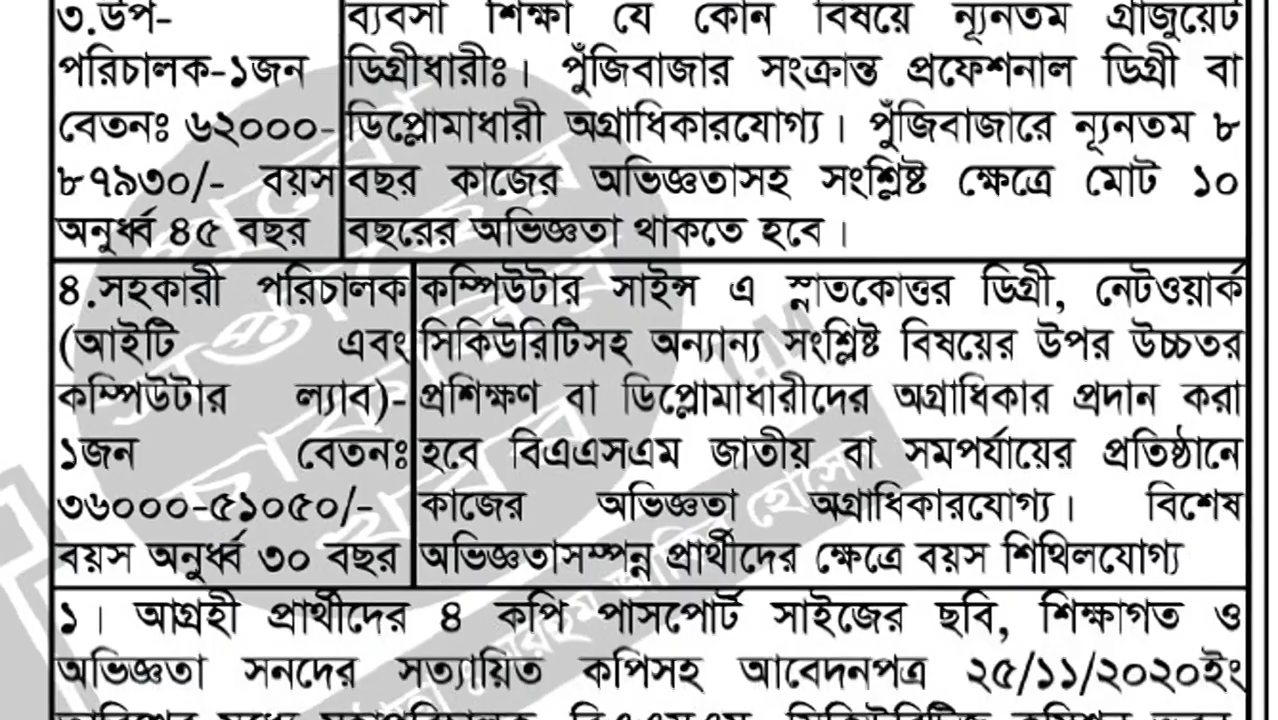 ৩.উপ-
পরিচালক-১জন
বেতনঃ ৬২০০০-
৮৭৯৩০/- বয়স
অনুর্ধ্ব ৪৫ বছর
ব্যবসা শিক্ষা যে কোন বিষয়ে ন্যূনতম গ্রাজুয়েট
ডিগ্রীধারীঃ। পুঁজিবাজার সংক্রান্ত প্রফেশনাল ডিগ্রী বা
ডিপ্লোমাধারী অগ্রাধিকারযোগ্য। পুঁজিবাজারে ন্যূনতম ৮
বছর কাজের অভিজ্ঞতাসহ সংশ্লিষ্ট ক্ষেত্রে মোট ১০
বছরের অভিজ্ঞতা থাকতে হবে।
৪.সহকারী পরিচালক
(আইটি এবং
কম্পিউটার ল্যাব)-
১জন বেতনঃ
৩৬০০০-৫১০৫০/-
বয়স অনুর্ধ্ব ৩০ বছর
কম্পিউটার সাইন্স এ স্নাতকোত্তর ডিগ্রী, নেটওয়ার্ক
সিকিউরিটিসহ অন্যান্য সংশ্লিষ্ট বিষয়ের উপর উচ্চতর
প্রশিক্ষণ বা ডিপ্লোমাধারীদের অগ্রাধিকার প্রদান করা
হবে বিএএসএম জাতীয় বা সমপর্যায়ের প্রতিষ্ঠানে
কাজের অভিজ্ঞতা অগ্রাধিকারযোগ্য। বিশেষ
অভিজ্ঞতাসম্পন্ন প্রার্থীদের ক্ষেত্রে বয়স শিথিলযোগ্য
১। আগ্রহী প্রার্থীদের ৪ কপি পাসপোর্ট সাইজের ছবি, শিক্ষাগত ও
অভিজ্ঞতা সনদের সত্যায়িত কপিসহ আবেদনপত্র ২৫/১১/২০২০ইং